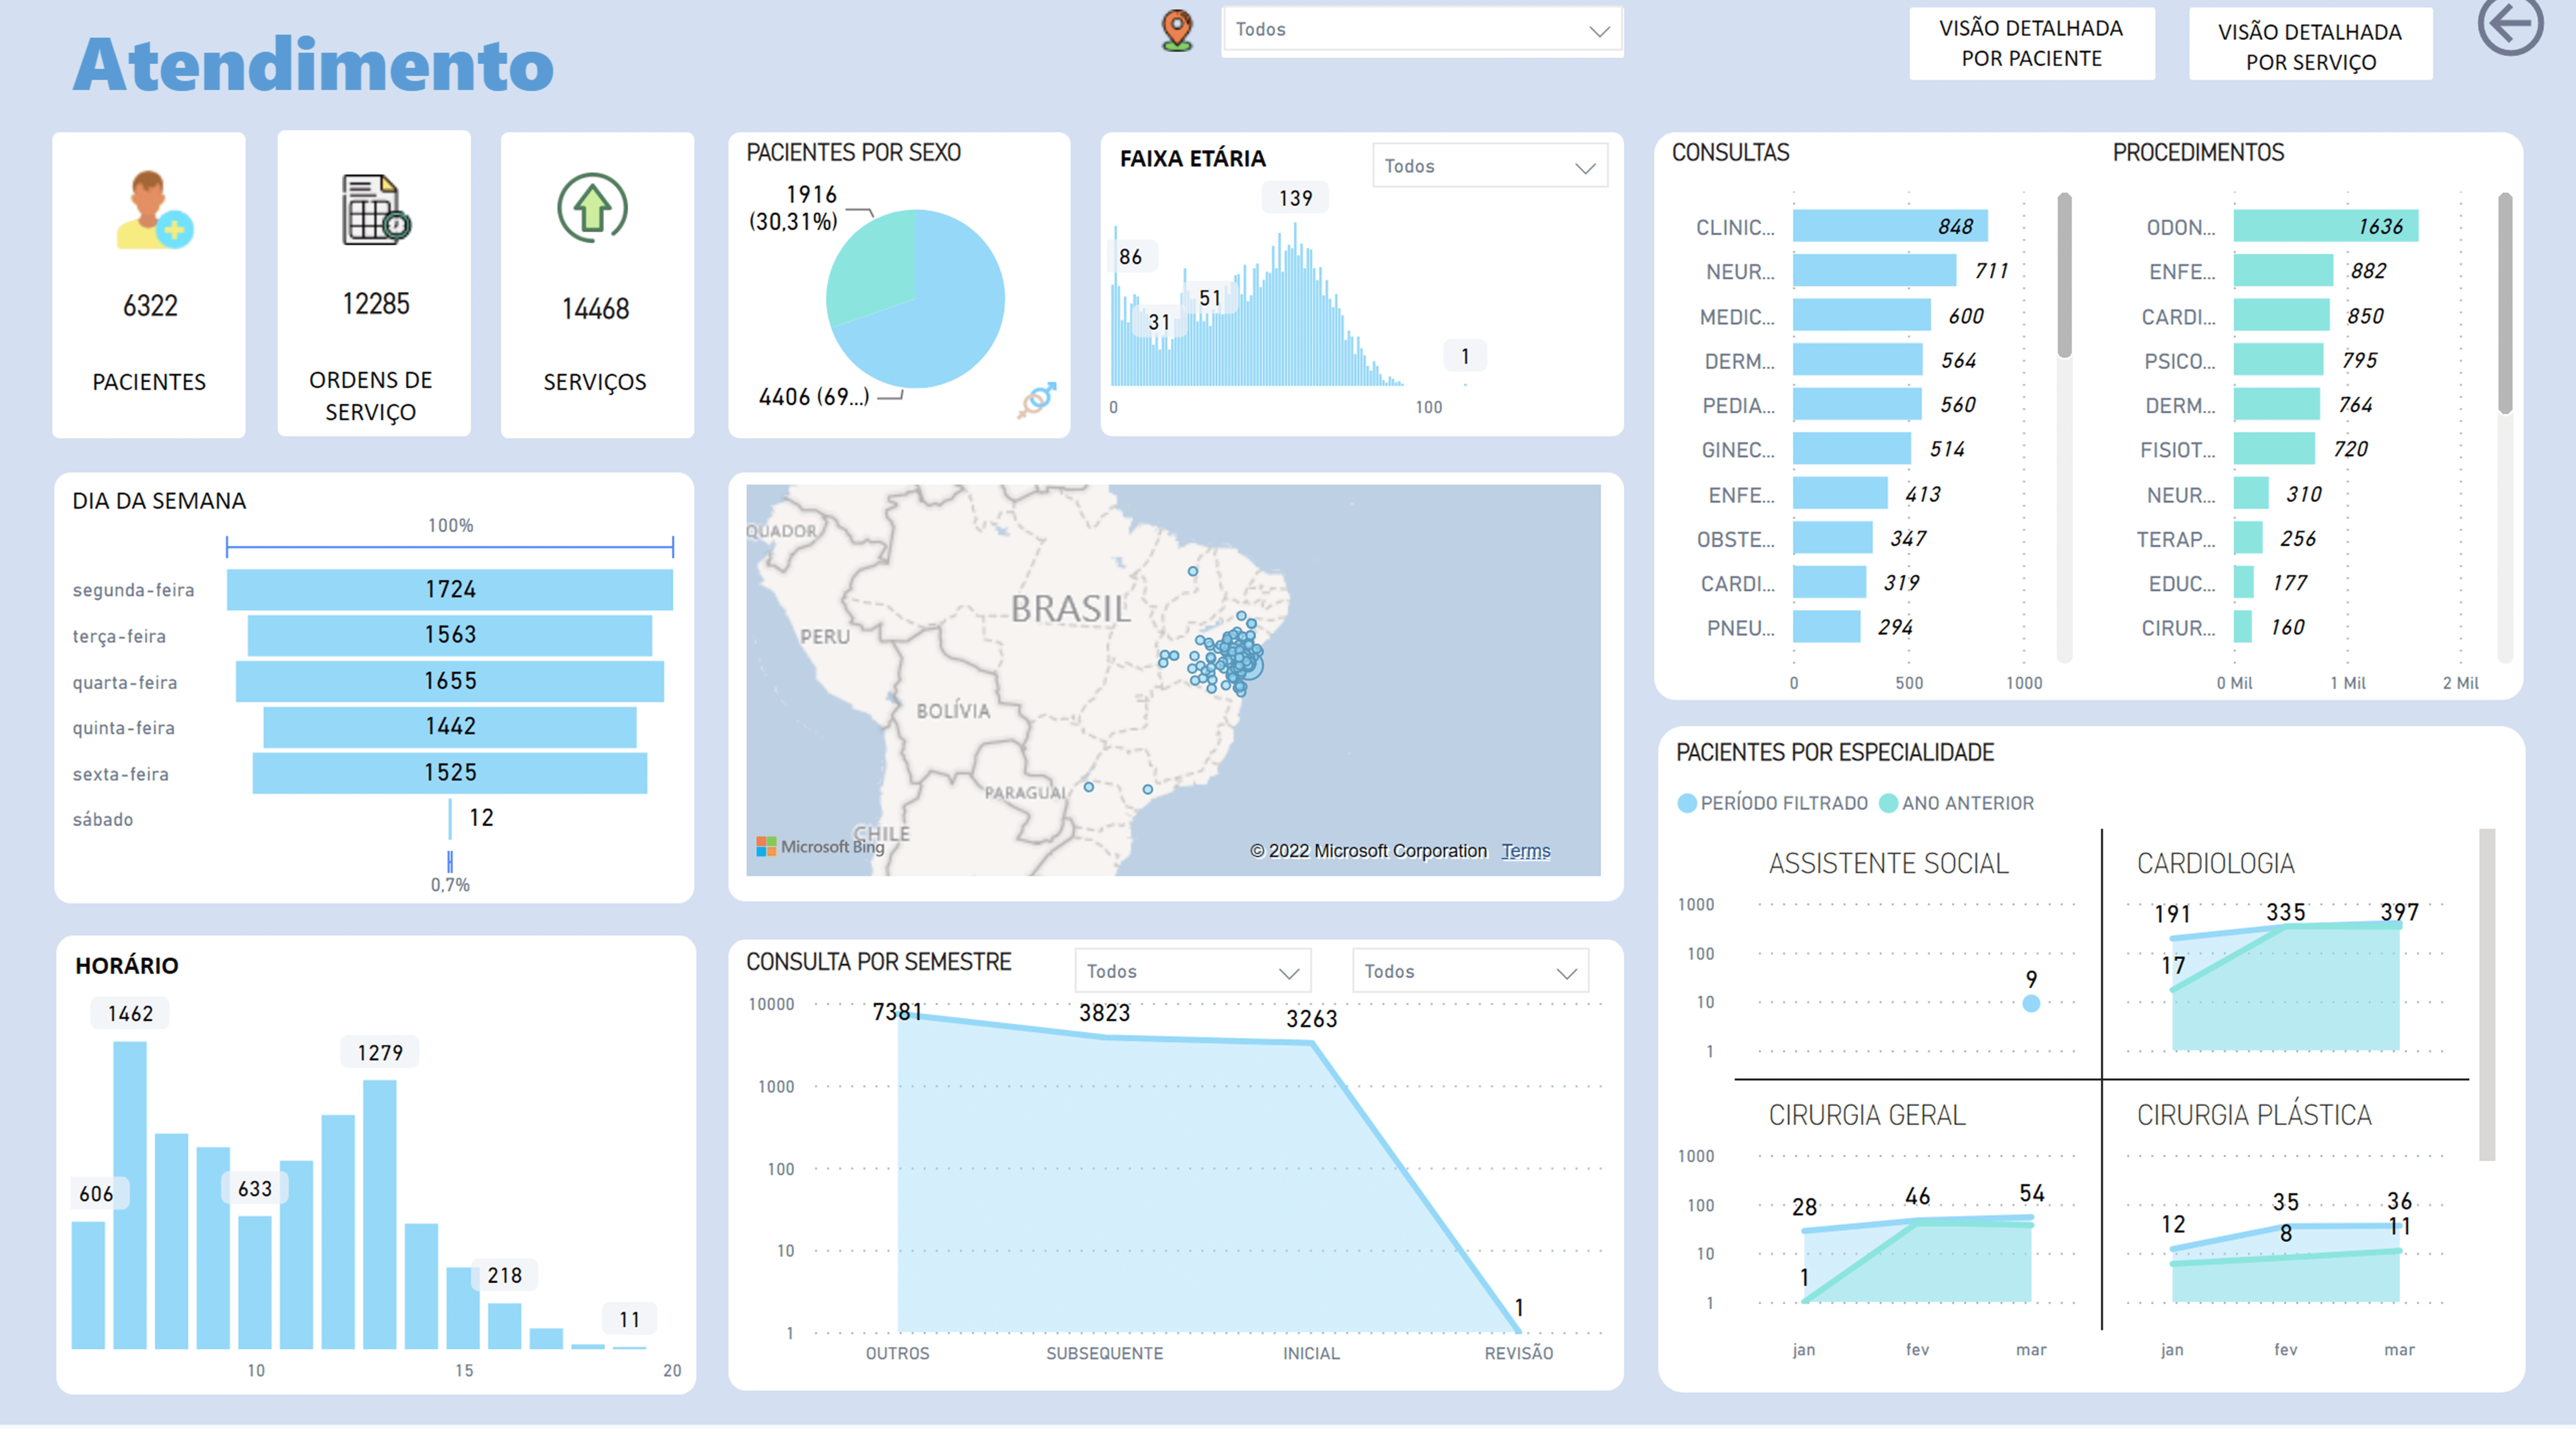 Atendimento
Todos
VISÃO DETALHADA
POR PACIENTE
VISÃO DETALHADA
POR SERVIÇO
6322
PACIENTES
12285
ORDENS DE
SERVIÇO
14468
SERVIÇOS
PACIENTES POR SEXO
1916
(30,31%)
4406 (69...)
FAIXA ETÁRIA
Todos
139
86
51
31
1
0
100
CONSULTAS
CLINIC... 848
NEUR... 711
MEDIC... 600
DERM... 564
PEDIA... 560
GINEC... 514
ENFE... 413
OBSTE... 347
CARDI... 319
PNEU... 294
0 500 1000
PROCEDIMENTOS
ODON... 1636
ENFE... 882
CARDI... 850
PSICO... 795
DERM... 764
FISIOT... 720
NEUR... 310
TERAP... 256
EDUC... 177
CIRUR... 160
0 Mil 1 Mil 2 Mil
DIA DA SEMANA
100%
segunda-feira 1724
terça-feira 1563
quarta-feira 1655
quinta-feira 1442
sexta-feira 1525
sábado 12
0,7%
QUADOR
BRASIL
PERU
BOLÍVIA
PARAGUAI
CHILE
Microsoft Bing
© 2022 Microsoft Corporation Terms
PACIENTES POR ESPECIALIDADE
PERÍODO FILTRADO ANO ANTERIOR
ASSISTENTE SOCIAL
1000
100
10
1
9
CARDIOLOGIA
191 335 397
17
CIRURGIA GERAL
1000
100
10
1
28 46 54
1
jan fev mar
CIRURGIA PLÁSTICA
12 35 36
8 11
jan fev mar
HORÁRIO
1462
1279
606
633
218
11
10 15 20
CONSULTA POR SEMESTRE
Todos
Todos
10000
1000
100
10
1
7381 3823 3263 1
OUTROS SUBSEQUENTE INICIAL REVISÃO